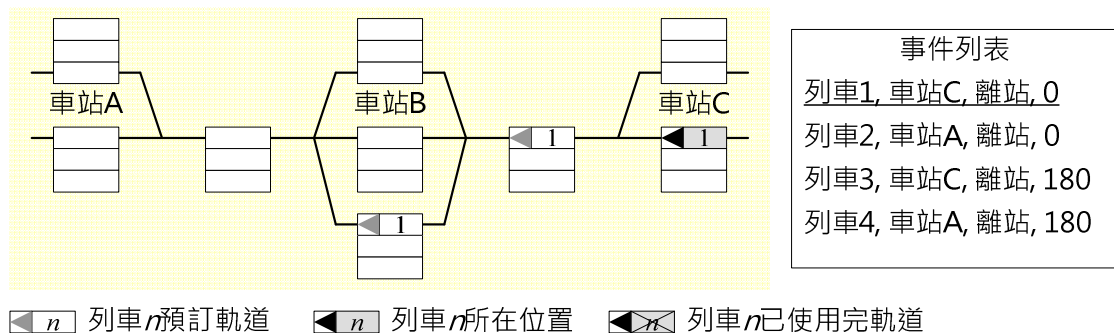 車站A
車站B
車站C
1
1
1
事件列表
列車1, 車站C, 離站, 0
列車2, 車站A, 離站, 0
列車3, 車站C, 離站, 180
列車4, 車站A, 離站, 180
n 列車n預訂軌道
n 列車n所在位置
n 列車n已使用完軌道